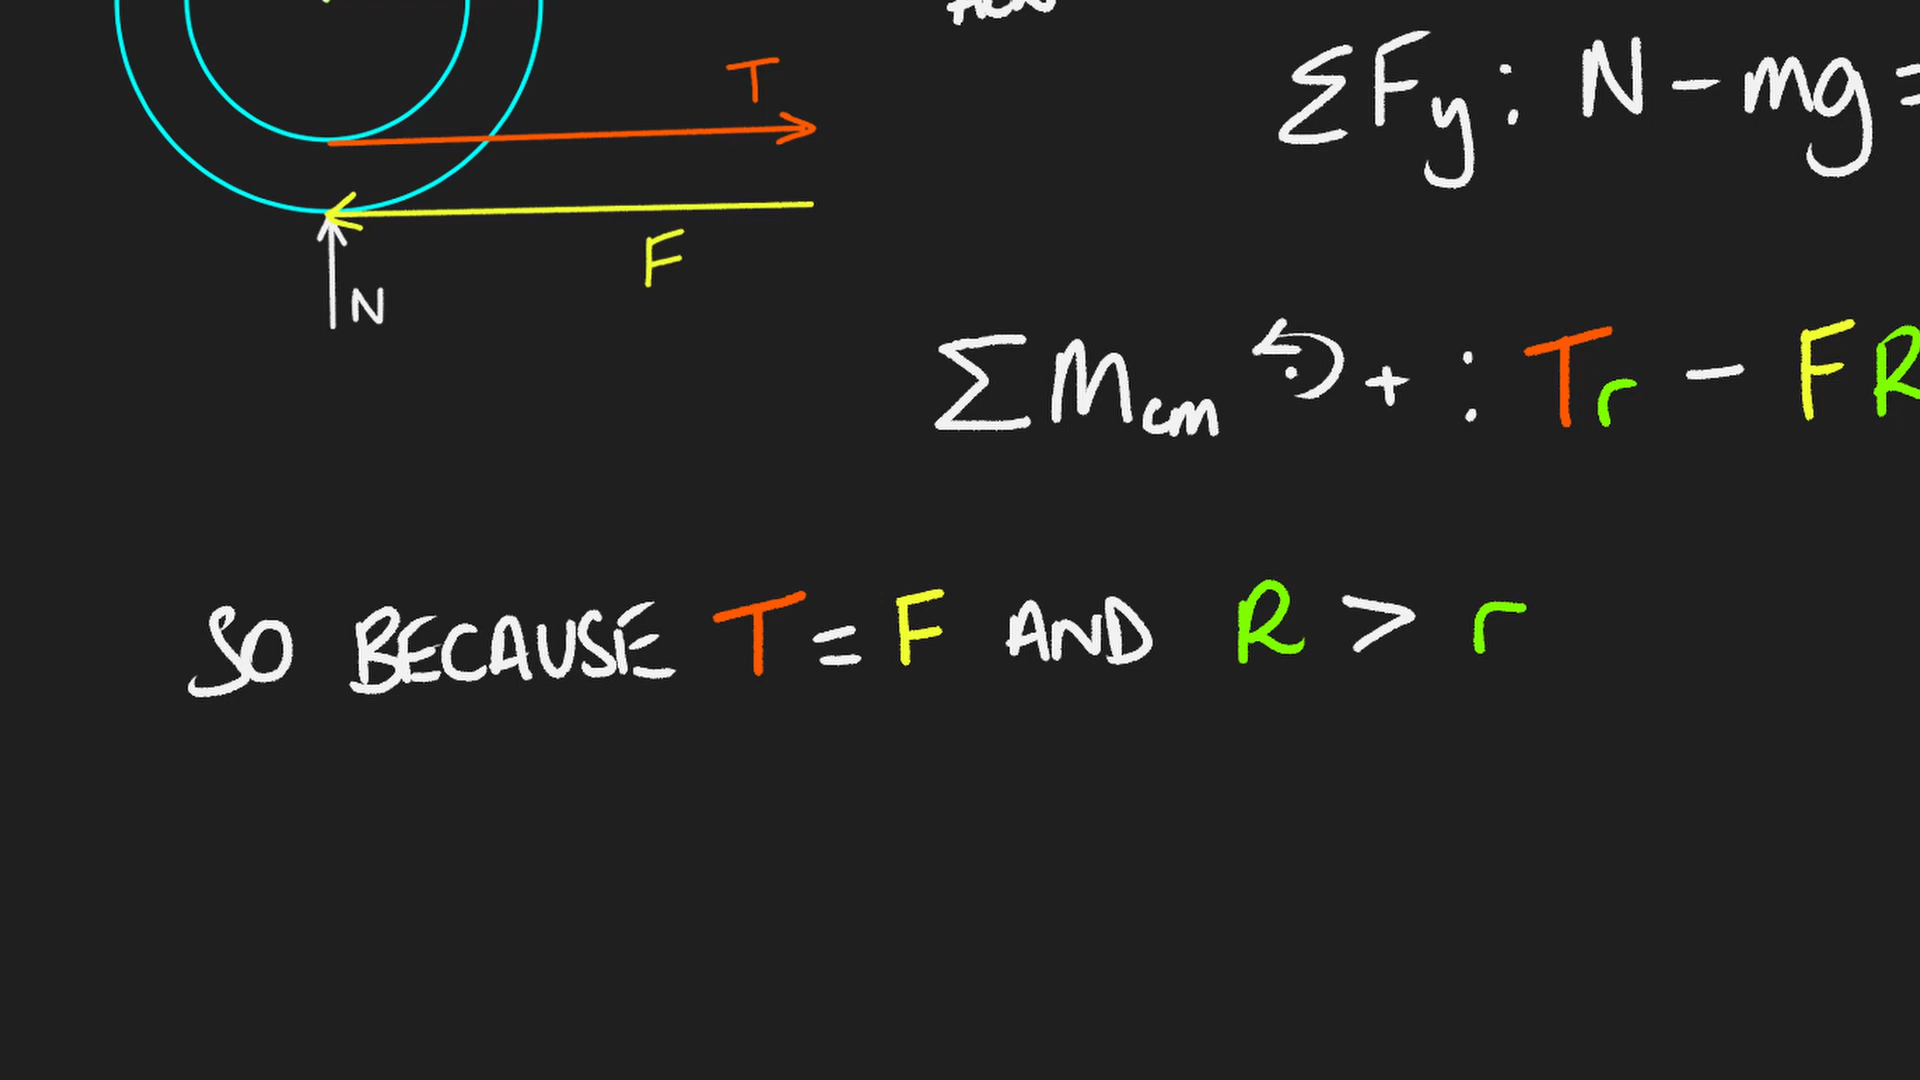 T
ΣFy: N - mg =
F
N
ΣMcm + : Tr - FR
SO BECAUSE T = F AND R > r